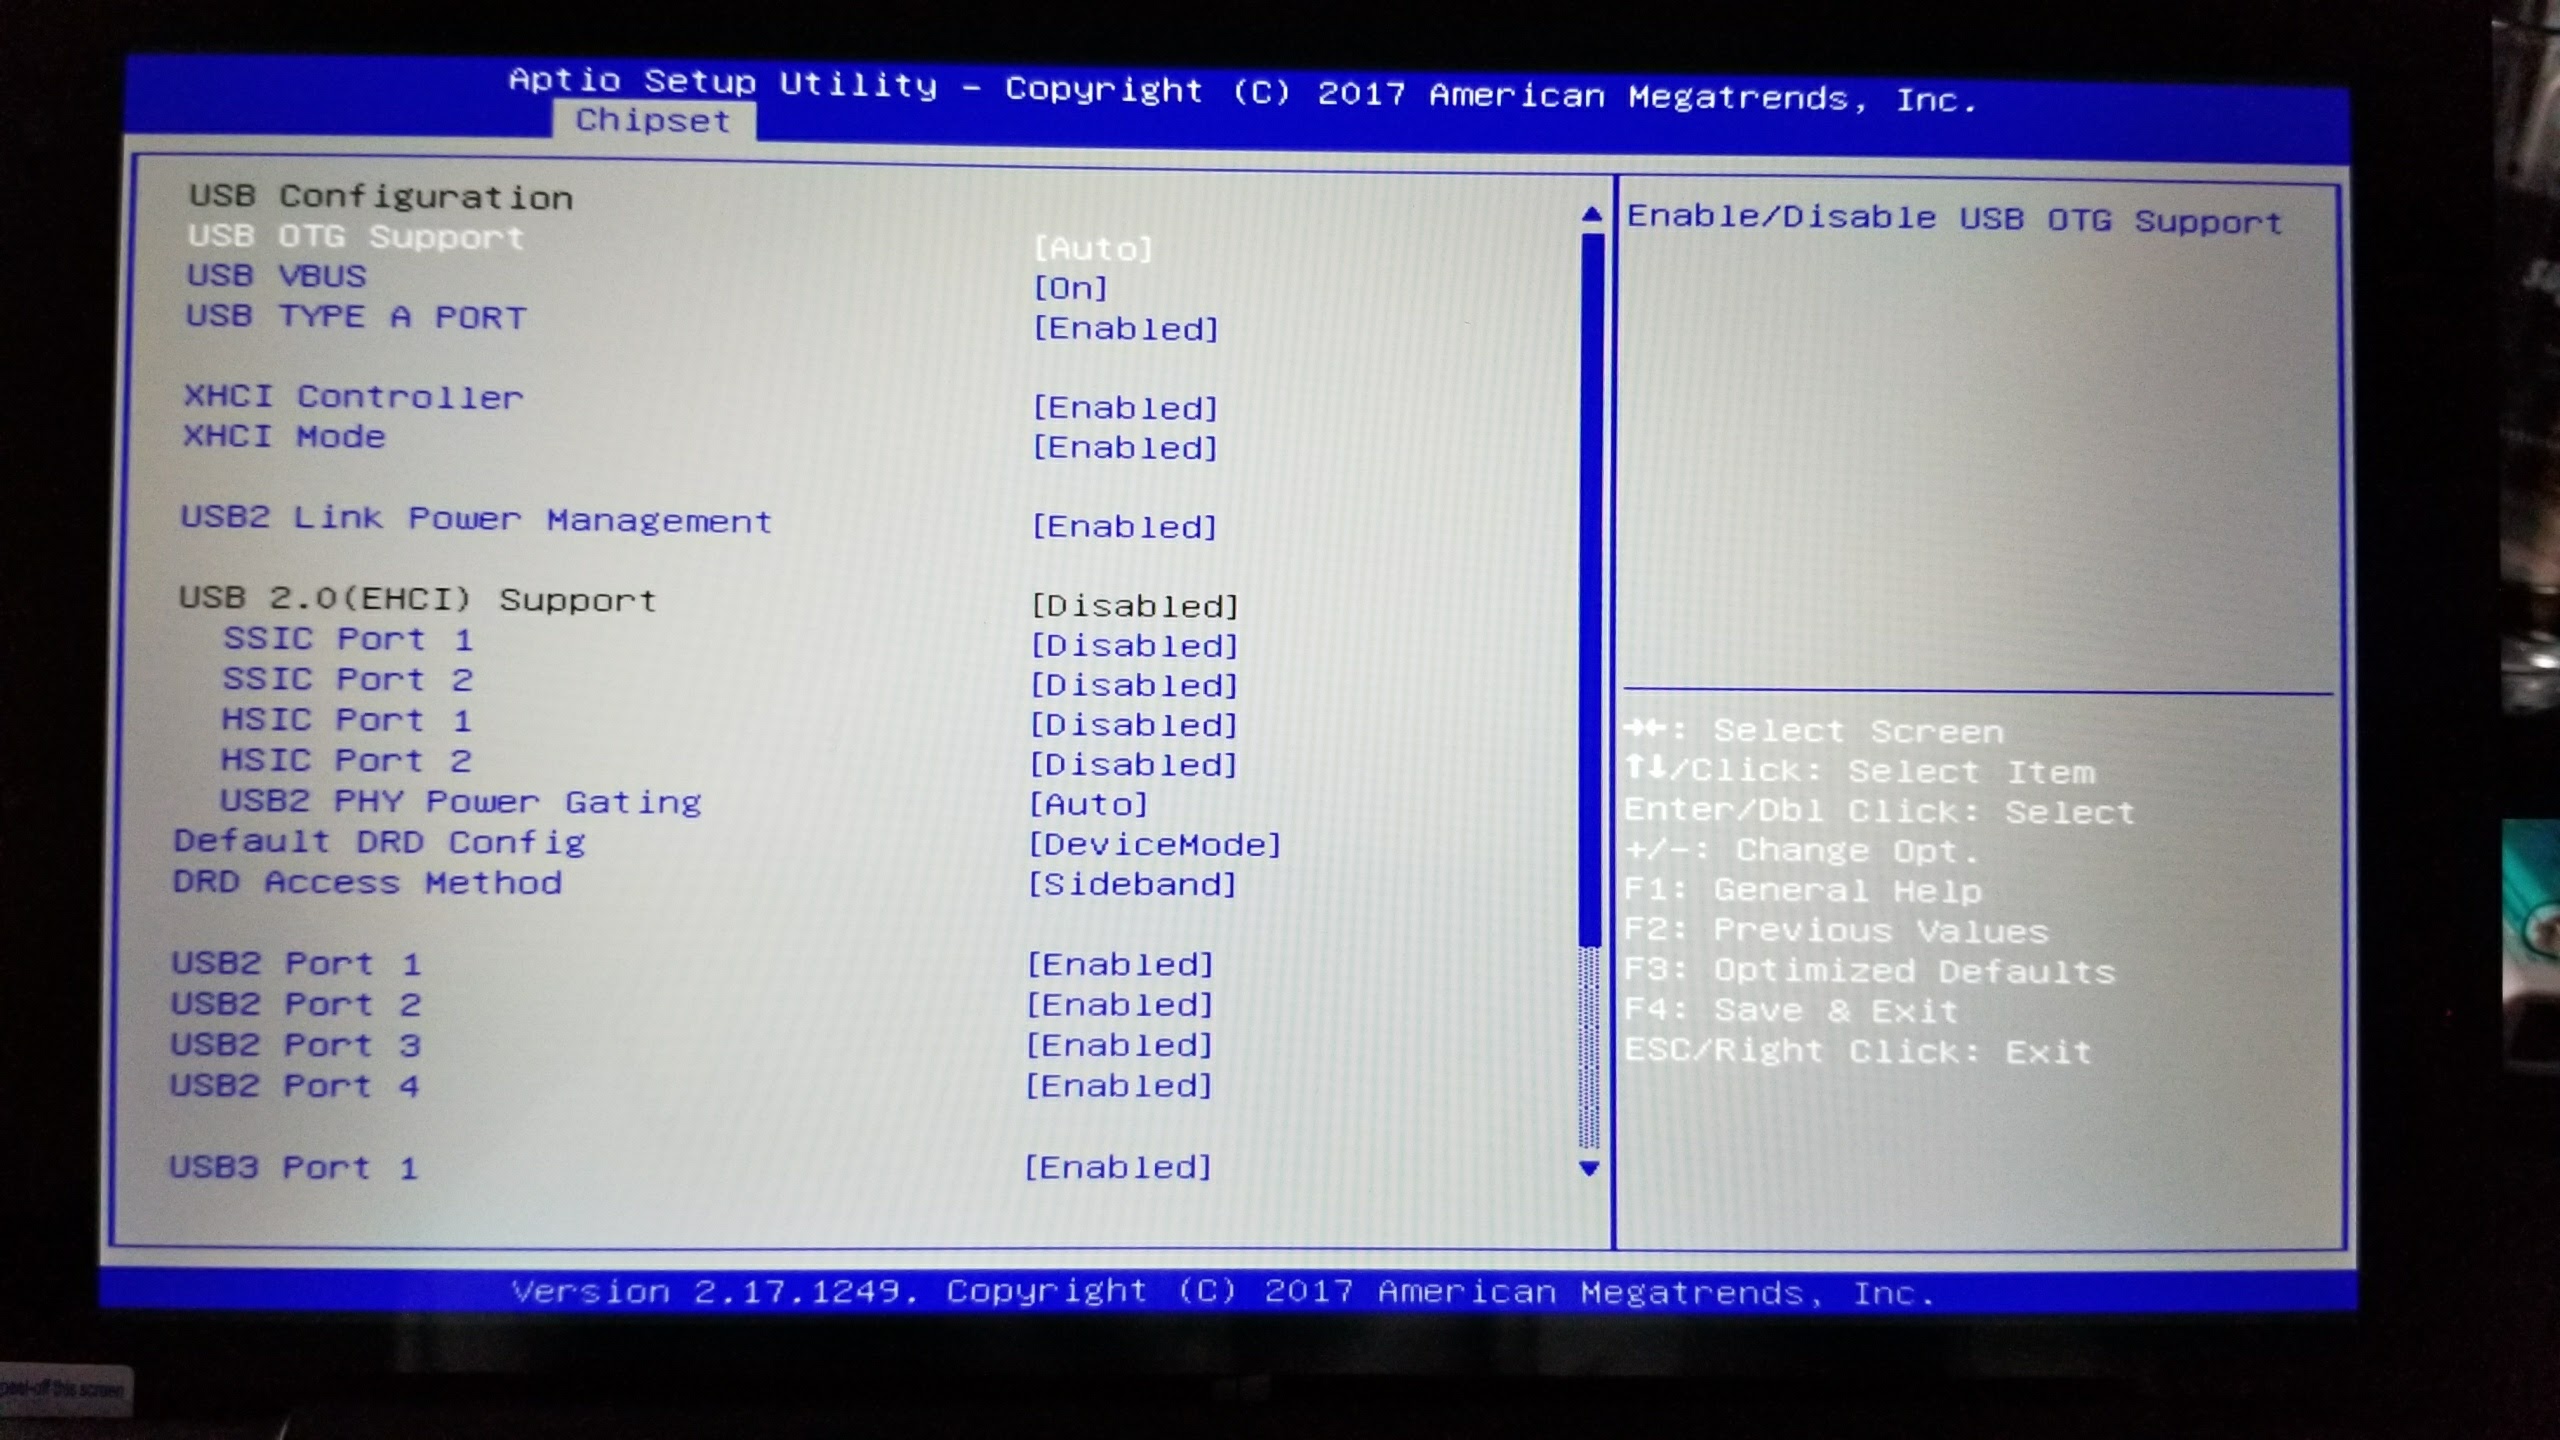 Aptio Setup Utility - Copyright (C) 2017 American Megatrends, Inc.
Chipset
USB Configuration
USB OTG Support [Auto]
USB VBUS [On]
USB TYPE A PORT [Enabled]
XHCI Controller [Enabled]
XHCI Mode [Enabled]
USB2 Link Power Management [Enabled]
USB 2.0(EHCI) Support [Disabled]
SSIC Port 1 [Disabled]
SSIC Port 2 [Disabled]
HSIC Port 1 [Disabled]
HSIC Port 2 [Disabled]
USB2 PHY Power Gating [Auto]
Default DRD Config [DeviceMode]
DRD Access Method [Sideband]
USB2 Port 1 [Enabled]
USB2 Port 2 [Enabled]
USB2 Port 3 [Enabled]
USB2 Port 4 [Enabled]
USB3 Port 1 [Enabled]
Enable/Disable USB OTG Support
→←: Select Screen
↑↓/Click: Select Item
Enter/Dbl Click: Select
+/-: Change Opt.
F1: General Help
F2: Previous Values
F3: Optimized Defaults
F4: Save & Exit
ESC/Right Click: Exit
Version 2.17.1249. Copyright (C) 2017 American Megatrends, Inc.
peel-off this screen